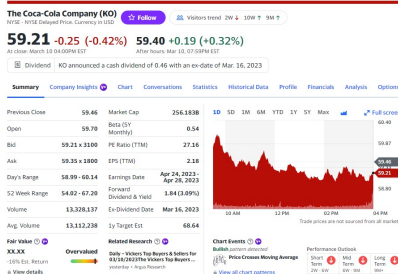 The Coca-Cola Company (KO)
NYSE - NYSE Delayed Price. Currency in USD
Follow
Visitors trend 2W ↓ 10W ↑ 9M ↑
59.21 -0.25 (-0.42%) 59.40 +0.19 (+0.32%)
At close: March 10 04:00PM EST After hours: Mar 10, 07:59PM EST
Dividend KO announced a cash dividend of 0.46 with an ex-date of Mar. 16, 2023
Summary Company Insights Chart Conversations Statistics Historical Data Profile Financials Analysis Options
Previous Close 59.46
Open 59.70
Bid 59.21 x 3100
Ask 59.35 x 1800
Day's Range 58.99 - 60.14
52 Week Range 54.02 - 67.20
Volume 13,328,137
Avg. Volume 13,112,238
Market Cap 256.183B
Beta (5Y Monthly) 0.54
PE Ratio (TTM) 27.16
EPS (TTM) 2.18
Earnings Date Apr 24, 2023 - Apr 28, 2023
Forward Dividend & Yield 1.84 (3.09%)
Ex-Dividend Date Mar 16, 2023
1y Target Est 68.64
1D 5D 1M 6M YTD 1Y 5Y Max Full scree
60.40
59.87
59.46
59.21
58.80
10 AM 12 PM 02 PM 04 PM
Trade prices are not sourced from all market
Fair Value
XX.XX Overvalued
-16% Est. Return
View details
Related Research
Daily – Vickers Top Buyers & Sellers for
03/10/2023The Vickers Top Buyers ...
yesterday • Argus Research
Chart Events
Bullish pattern detected
Price Crosses Moving Average
View all chart patterns
Performance Outlook
Short Term
2W - 6W
Mid Term
6W - 9M
Long Term
9M+